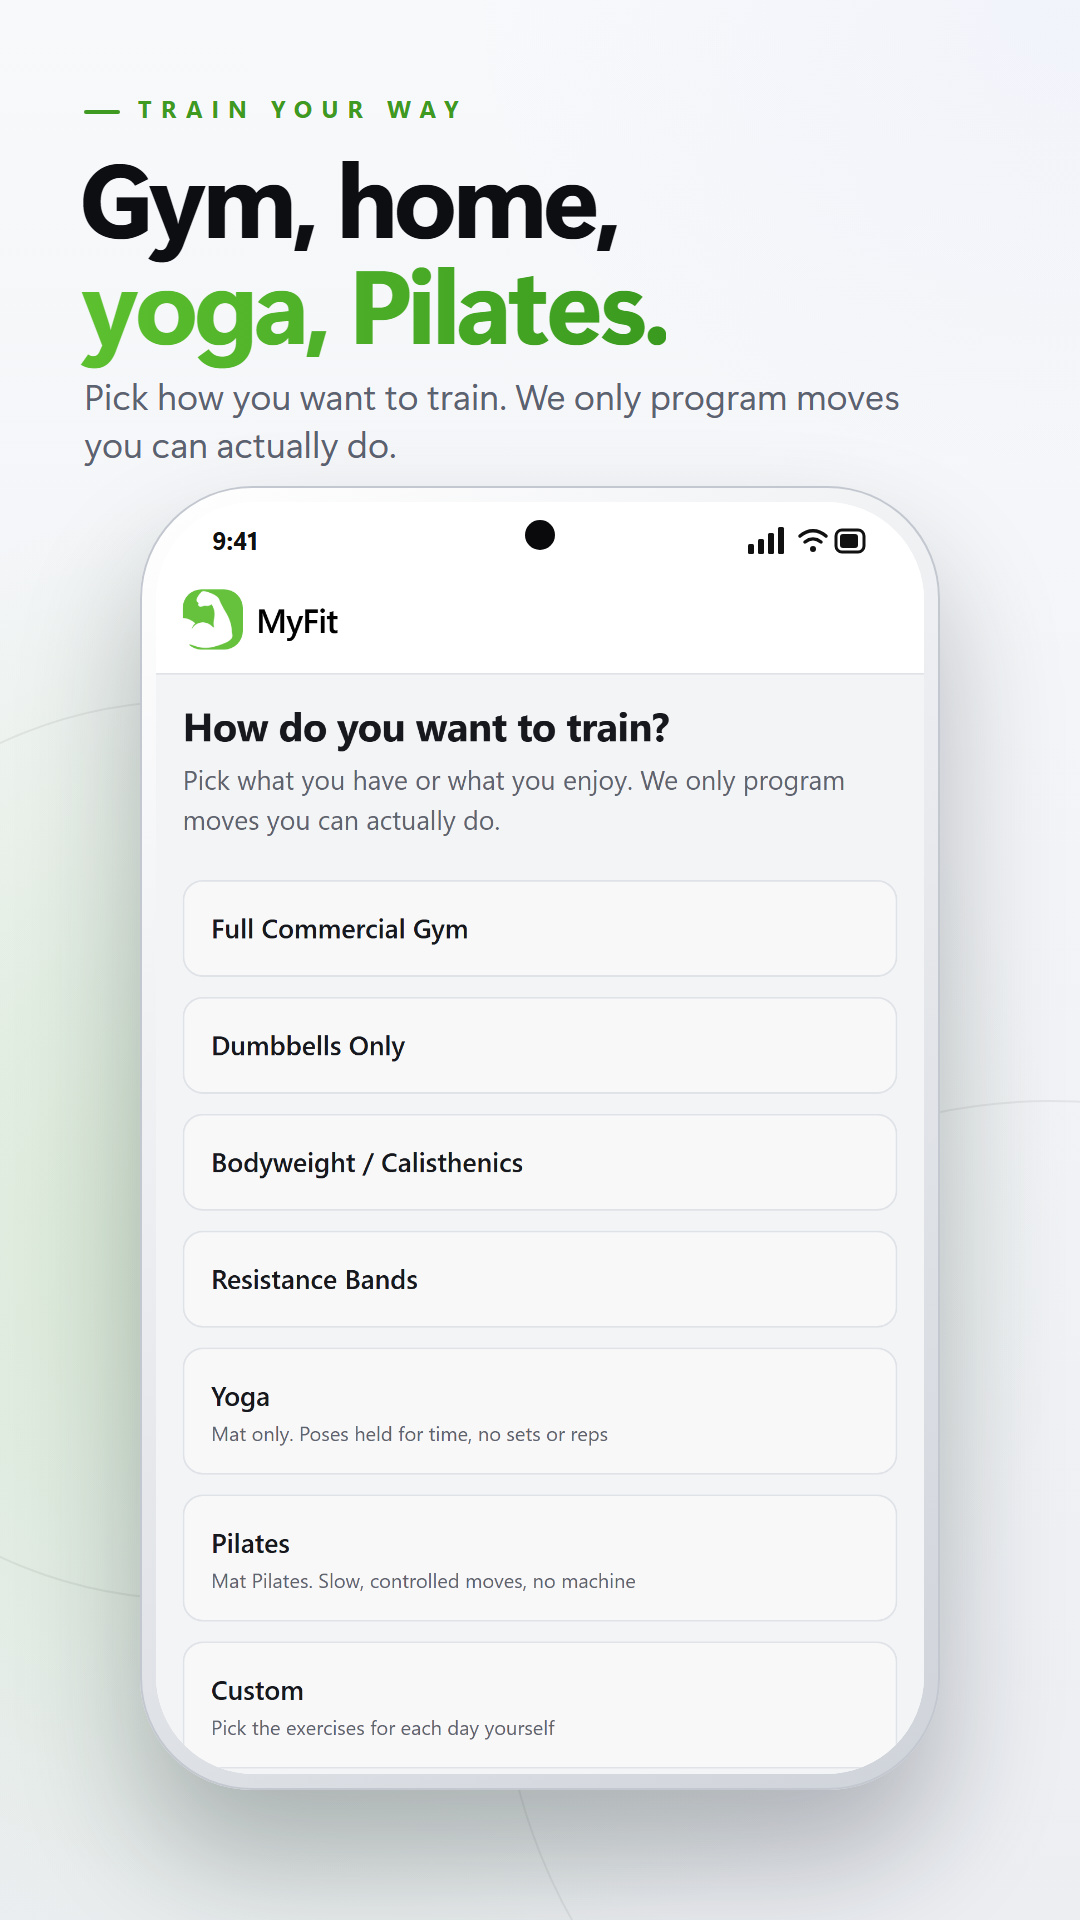 TRAIN YOUR WAY
Gym, home,
yoga, Pilates.
Pick how you want to train. We only program moves
you can actually do.
9:41
MyFit
How do you want to train?
Pick what you have or what you enjoy. We only program
moves you can actually do.
Full Commercial Gym
Dumbbells Only
Bodyweight / Calisthenics
Resistance Bands
Yoga
Mat only. Poses held for time, no sets or reps
Pilates
Mat Pilates. Slow, controlled moves, no machine
Custom
Pick the exercises for each day yourself